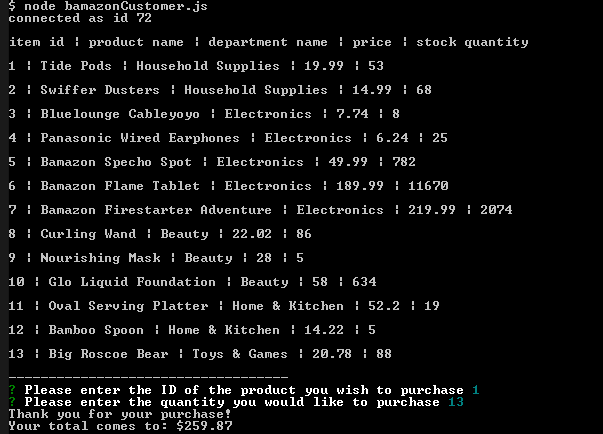 $ node bamazonCustomer.js
connected as id 72
item id | product name | department name | price | stock quantity
1 | Tide Pods | Household Supplies | 19.99 | 53
2 | Swiffer Dusters | Household Supplies | 14.99 | 68
3 | Bluelounge Cableyoyo | Electronics | 7.74 | 8
4 | Panasonic Wired Earphones | Electronics | 6.24 | 25
5 | Bamazon Specho Spot | Electronics | 49.99 | 782
6 | Bamazon Flame Tablet | Electronics | 189.99 | 11670
7 | Bamazon Firestarter Adventure | Electronics | 219.99 | 2074
8 | Curling Wand | Beauty | 22.02 | 86
9 | Nourishing Mask | Beauty | 28 | 5
10 | Glo Liquid Foundation | Beauty | 58 | 634
11 | Oval Serving Platter | Home & Kitchen | 52.2 | 19
12 | Bamboo Spoon | Home & Kitchen | 14.22 | 5
13 | Big Roscoe Bear | Toys & Games | 20.78 | 88
-----------------------------------
? Please enter the ID of the product you wish to purchase 1
? Please enter the quantity you would like to purchase 13
Thank you for your purchase!
Your total comes to: $259.87